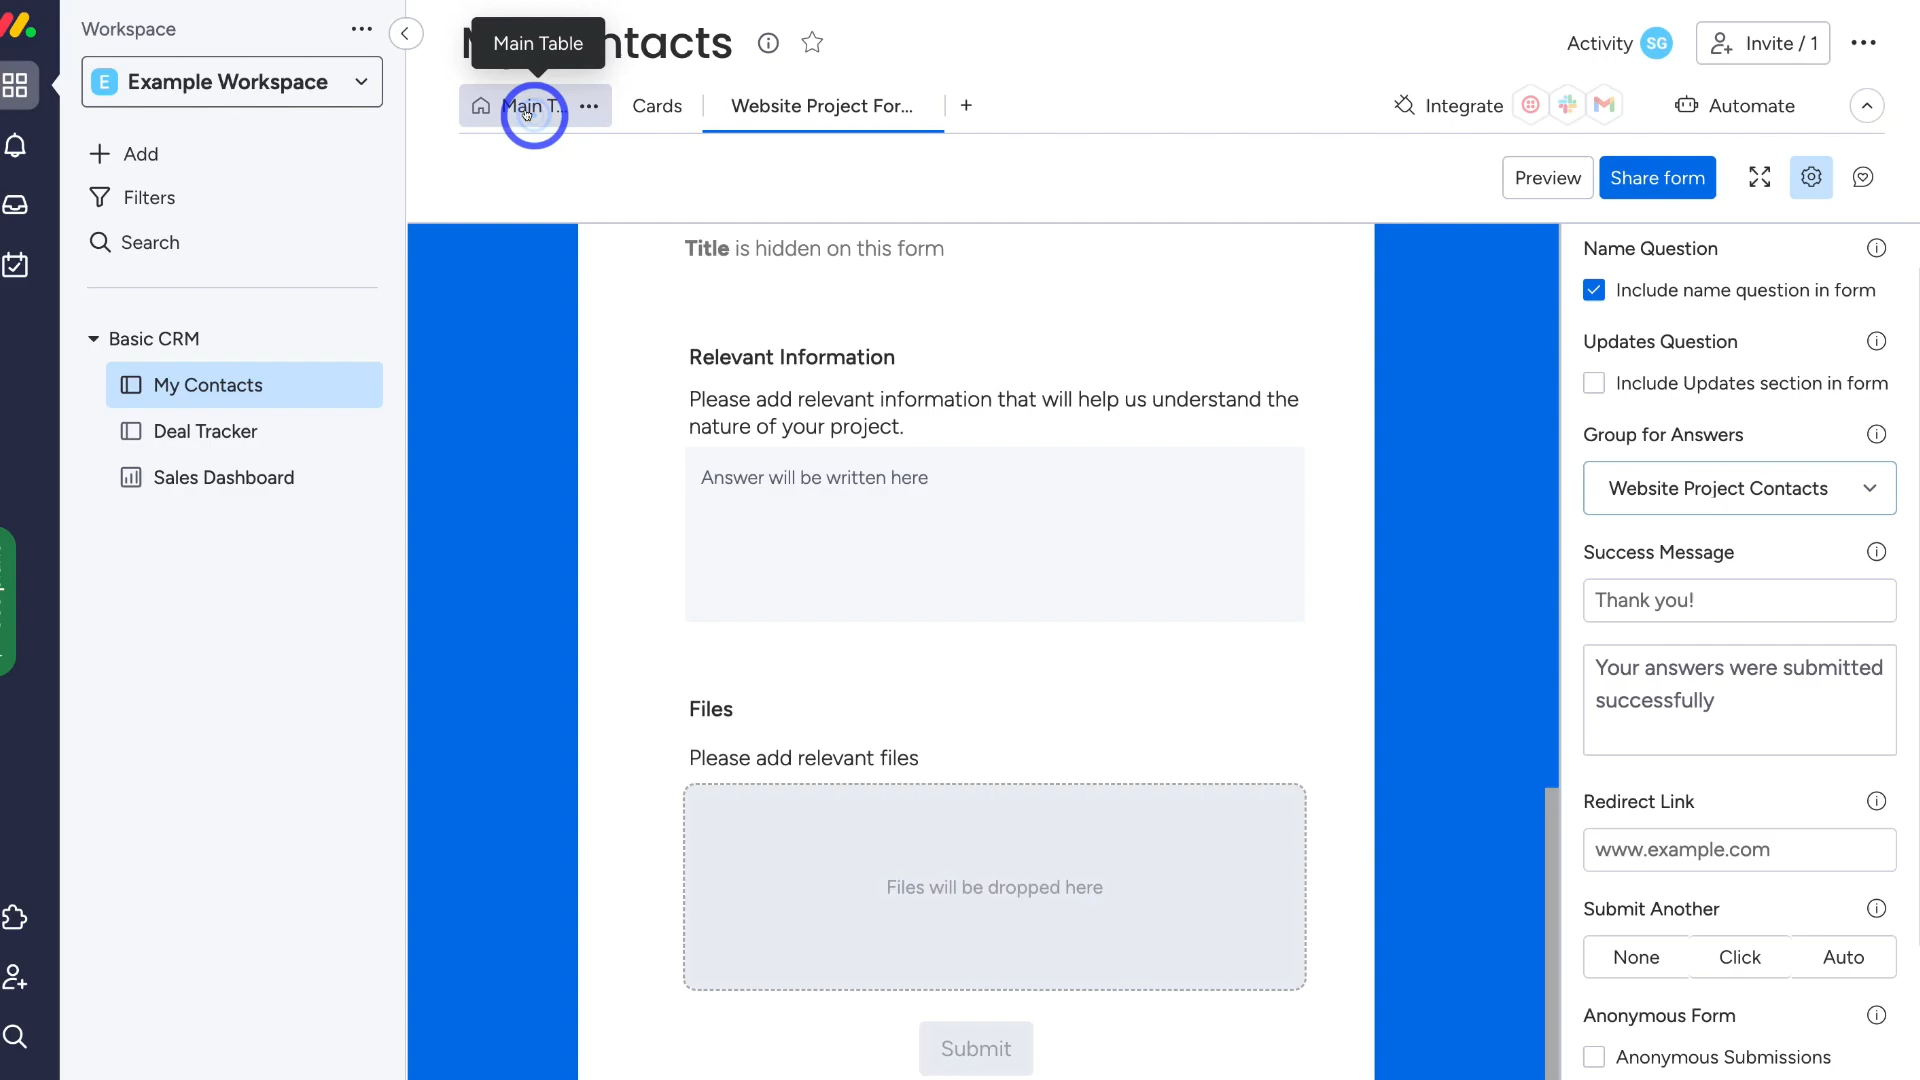 Workspace
E Example Workspace
Add
Filters
Search
Basic CRM
My Contacts
Deal Tracker
Sales Dashboard
ntacts
Main Table
Activity SG
Invite / 1
Main T...
Cards
Website Project For...
Integrate
Automate
Preview
Share form
Title is hidden on this form
Relevant Information
Please add relevant information that will help us understand the
nature of your project.
Answer will be written here
Files
Please add relevant files
Files will be dropped here
Submit
Name Question
Include name question in form
Updates Question
Include Updates section in form
Group for Answers
Website Project Contacts
Success Message
Thank you!
Your answers were submitted
successfully
Redirect Link
www.example.com
Submit Another
None
Click
Auto
Anonymous Form
Anonymous Submissions